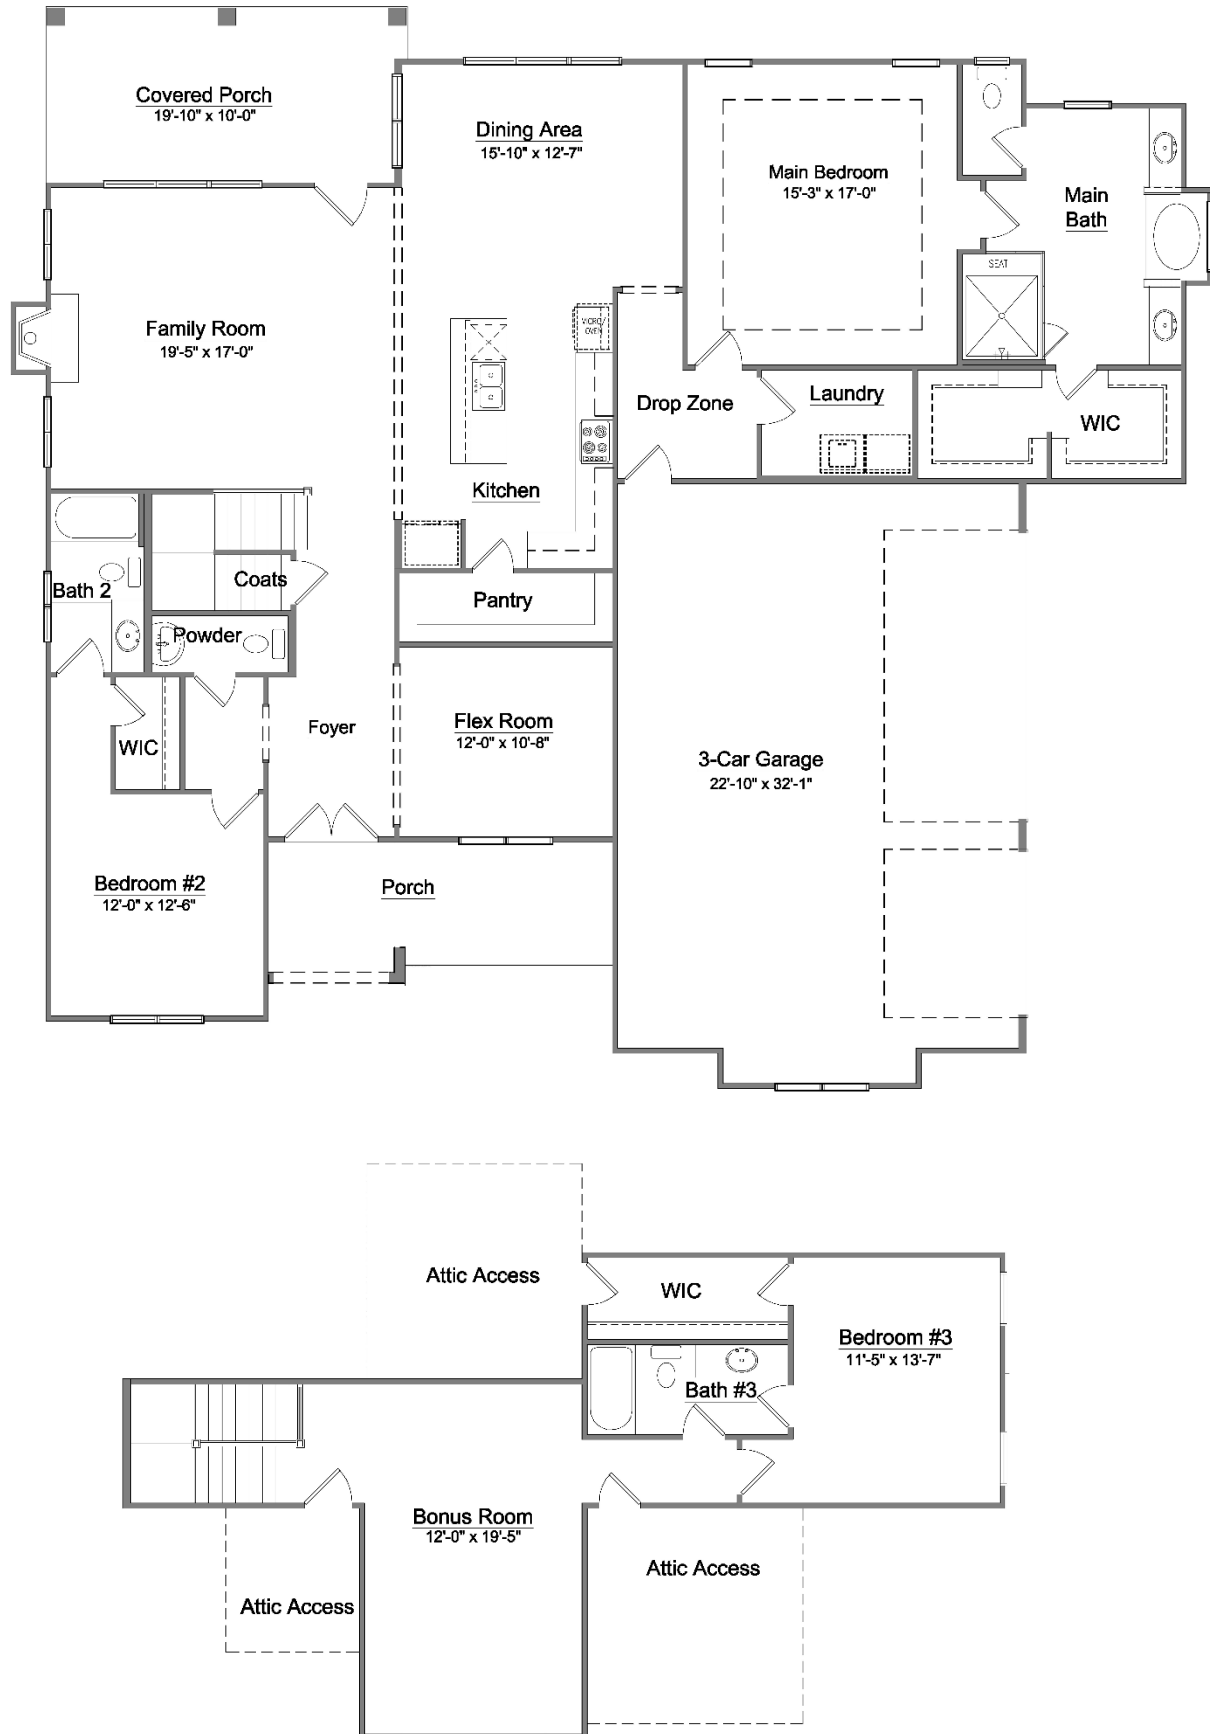 Covered Porch
19'-10" x 10'-0"
Dining Area
15'-10" x 12'-7"
Main Bedroom
15'-3" x 17'-0"
Main
Bath
SEAT
Family Room
19'-5" x 17'-0"
MICRO/
OVEN
Drop Zone
Laundry
WIC
Kitchen
Coats
Bath 2
Pantry
Powder
Foyer
Flex Room
12'-0" x 10'-8"
WIC
3-Car Garage
22'-10" x 32'-1"
Bedroom #2
12'-0" x 12'-6"
Porch
Attic Access
WIC
Bedroom #3
11'-5" x 13'-7"
Bath #3
Bonus Room
12'-0" x 19'-5"
Attic Access
Attic Access